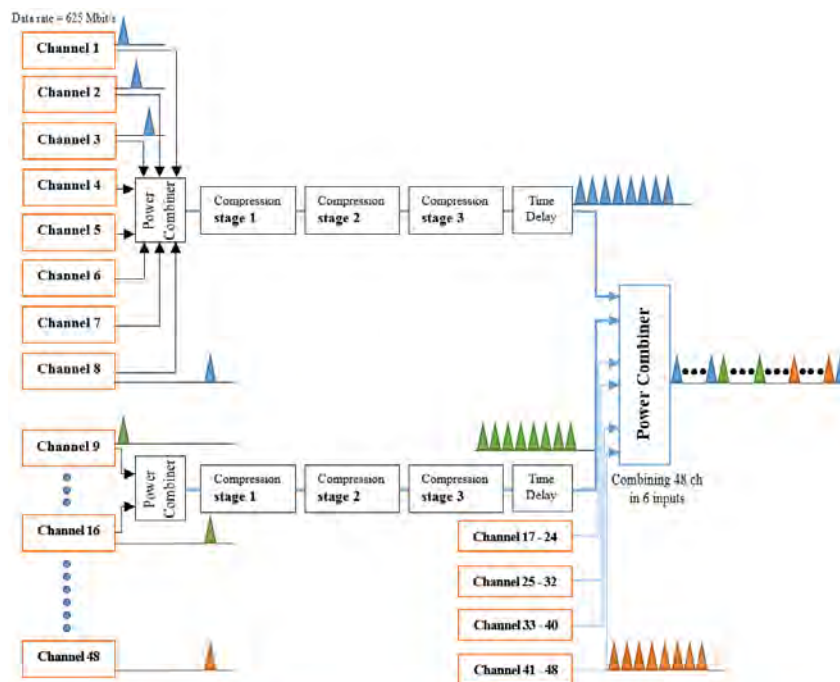 Data rate = 625 Mbit/s
Channel 1
Channel 2
Channel 3
Channel 4
Channel 5
Channel 6
Channel 7
Channel 8
Power
Combiner
Compression
stage 1
Compression
stage 2
Compression
stage 3
Time
Delay
Power Combiner
Combining 48 ch
in 6 inputs
Channel 9
Channel 16
Channel 48
Power
Combiner
Compression
stage 1
Compression
stage 2
Compression
stage 3
Time
Delay
Channel 17 - 24
Channel 25 - 32
Channel 33 - 40
Channel 41 - 48